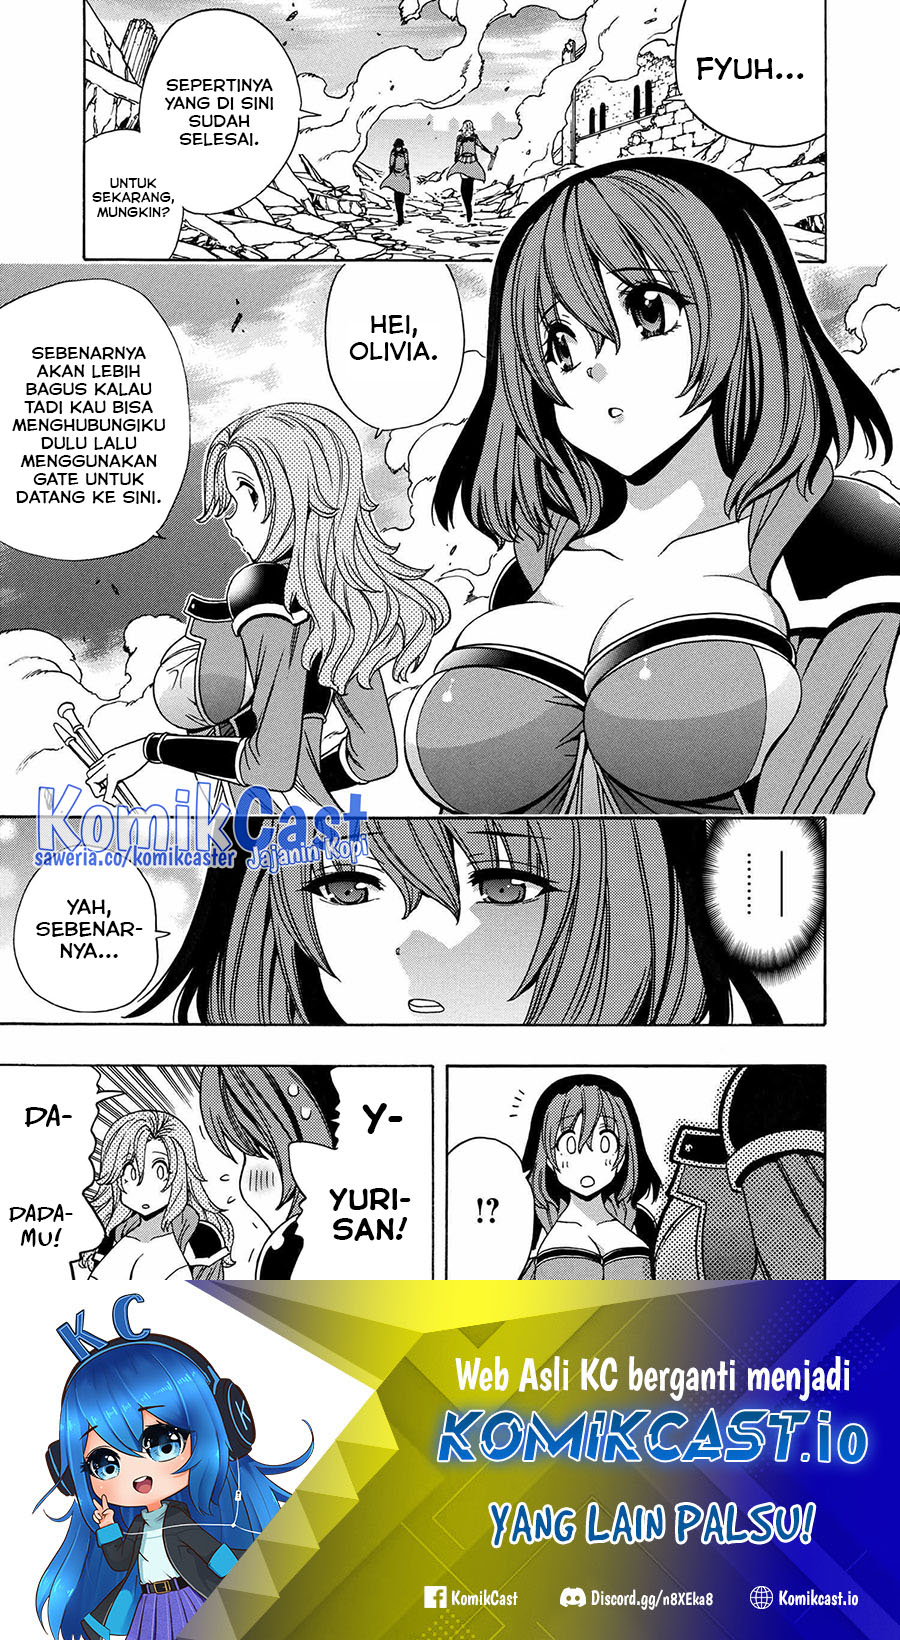 FYUH...
SEPERTINYA
YANG DI SINI
SUDAH
SELESAI.
UNTUK
SEKARANG,
MUNGKIN?
HEI,
OLIVIA.
SEBENARNYA
AKAN LEBIH
BAGUS KALAU
TADI KAU BISA
MENGHUBUNGIKU
DULU LALU
MENGGUNAKAN
GATE UNTUK
DATANG KE SINI.
KomikCast
saweria.co/komikcaster Jajanin Kopi
YAH,
SEBENAR-
NYA...
!?
Y-
YURI-
SAN!
DA-
DADA-
MU!
KC
K
Web Asli KC berganti menjadi
KOMIKCAST.io
YANG LAIN PALSU!
KomikCast Discord.gg/n8XEka8 Komikcast.io